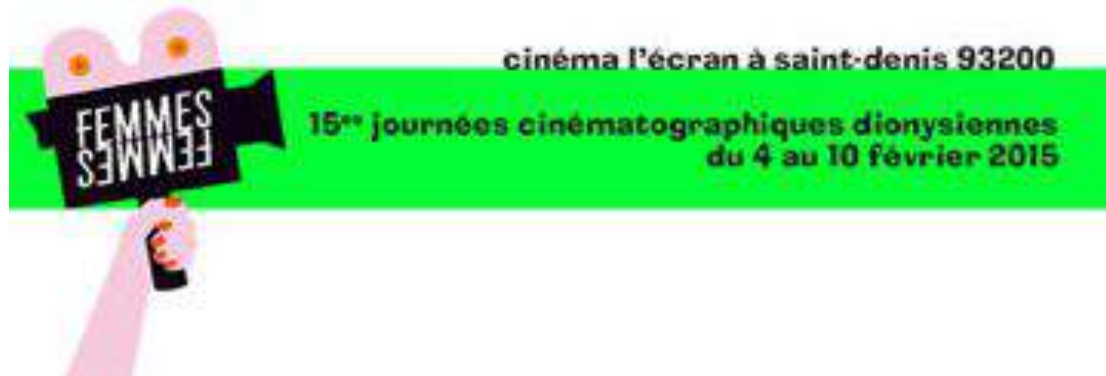 cinéma l'écran à saint-denis 93200
FEMMES
FEMMES
15es journées cinématographiques dionysiennes
du 4 au 10 février 2015